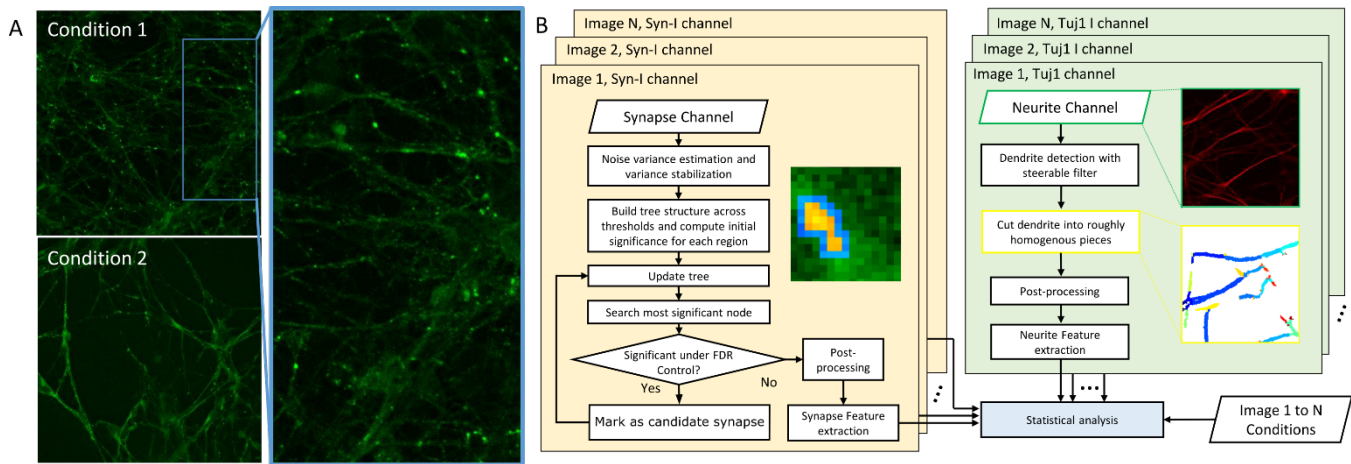 A
Condition 1
Condition 2
B
Image N, Syn-I channel
Image 2, Syn-I channel
Image 1, Syn-I channel
Synapse Channel
Noise variance estimation and
variance stabilization
Build tree structure across
thresholds and compute initial
significance for each region
Update tree
Search most significant node
Significant under FDR
Control?
Yes
No
Mark as candidate synapse
Post-
processing
Synapse Feature
extraction
Image N, Tuj1 I channel
Image 2, Tuj1 I channel
Image 1, Tuj1 channel
Neurite Channel
Dendrite detection with
steerable filter
Cut dendrite into roughly
homogenous pieces
Post-processing
Neurite Feature
extraction
Statistical analysis
Image 1 to N
Conditions